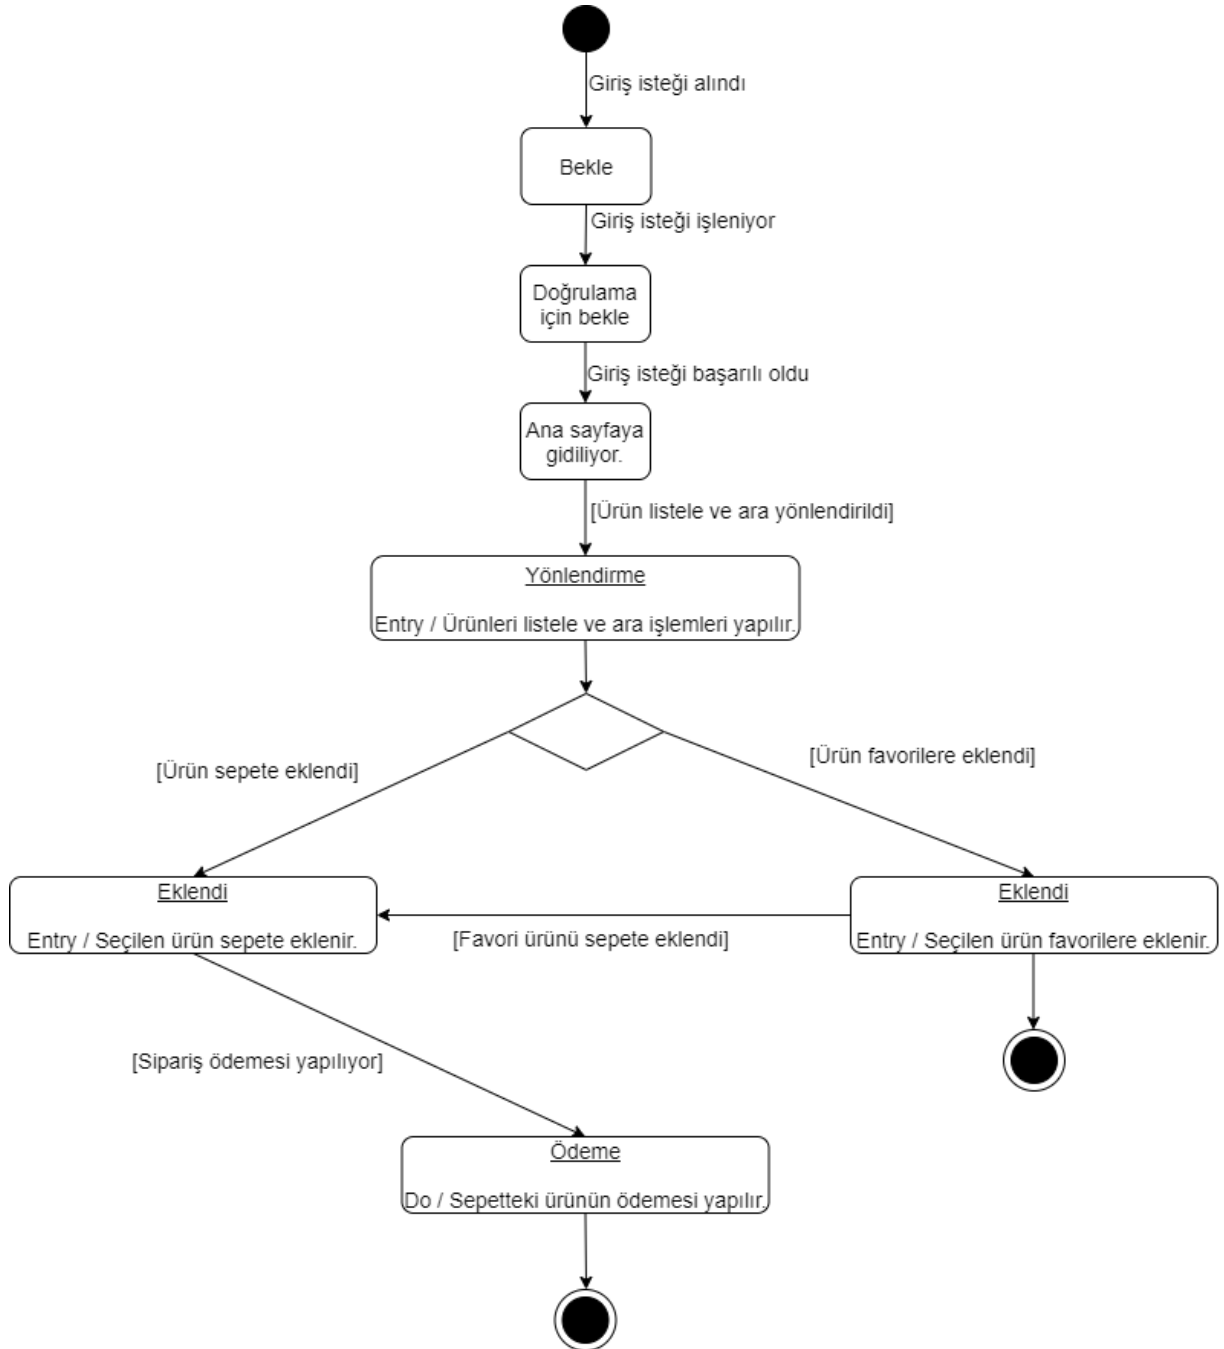 Giriş isteği alındı
Bekle
Giriş isteği işleniyor
Doğrulama
için bekle
Giriş isteği başarılı oldu
Ana sayfaya
gidiliyor.
[Ürün listele ve ara yönlendirildi]
Yönlendirme
Entry / Ürünleri listele ve ara işlemleri yapılır.
[Ürün sepete eklendi]
[Ürün favorilere eklendi]
Eklendi
Entry / Seçilen ürün sepete eklenir.
[Favori ürünü sepete eklendi]
Eklendi
Entry / Seçilen ürün favorilere eklenir.
[Sipariş ödemesi yapılıyor]
Ödeme
Do / Sepetteki ürünün ödemesi yapılır.